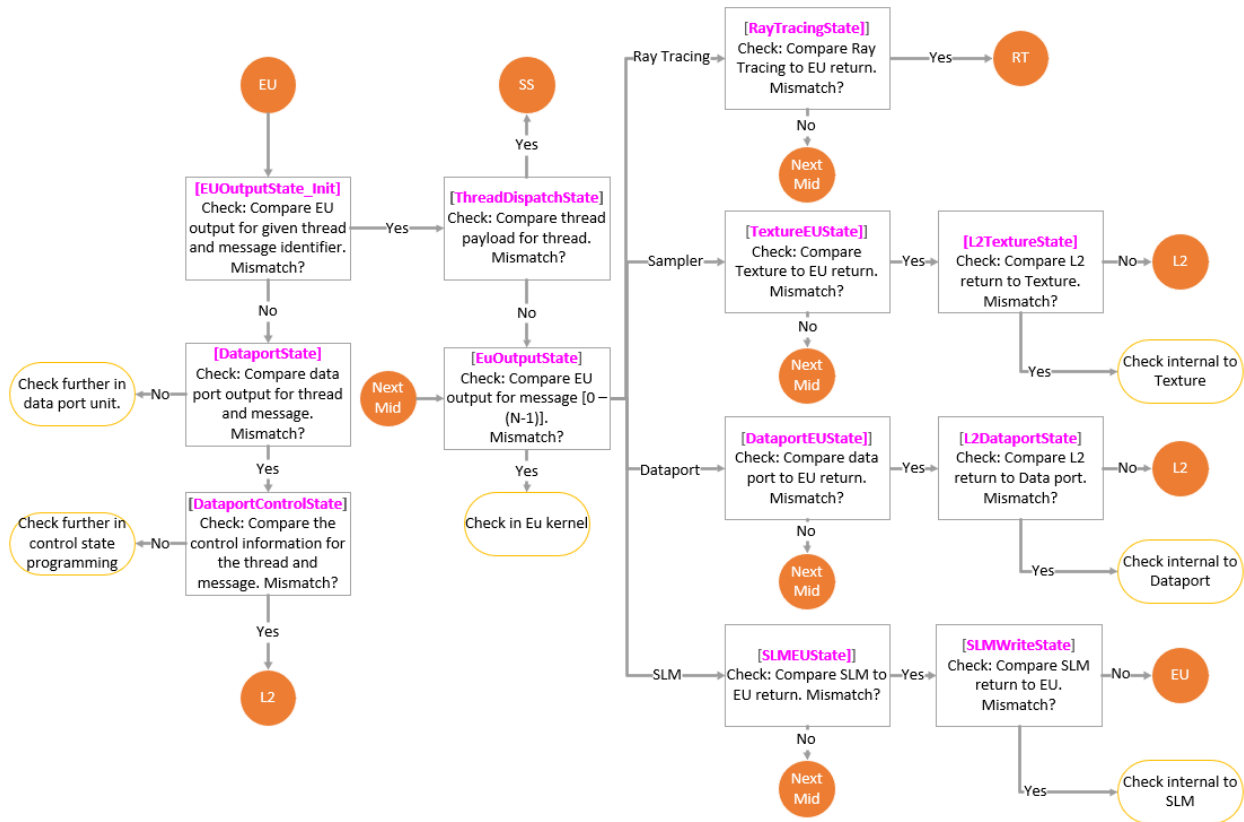 EU
[EUOutputState_Init]
Check: Compare EU
output for given thread
and message identifier.
Mismatch?
Yes
No
[DataportState]
Check: Compare data
port output for thread
and message.
Mismatch?
No
Check further in
data port unit.
Yes
[DataportControlState]
Check: Compare the
control information for
the thread and
message. Mismatch?
No
Check further in
control state
programming
Yes
L2
SS
Yes
[ThreadDispatchState]
Check: Compare thread
payload for thread.
Mismatch?
No
Next
Mid
[EuOutputState]
Check: Compare EU
output for message [0 –
(N-1)].
Mismatch?
Yes
Check in Eu kernel
Ray Tracing
[RayTracingState]]
Check: Compare Ray
Tracing to EU return.
Mismatch?
Yes
RT
No
Next
Mid
Sampler
[TextureEUState]]
Check: Compare
Texture to EU return.
Mismatch?
Yes
No
Next
Mid
[L2TextureState]
Check: Compare L2
return to Texture.
Mismatch?
No
L2
Yes
Check internal to
Texture
Dataport
[DataportEUState]]
Check: Compare data
port to EU return.
Mismatch?
Yes
No
Next
Mid
[L2DataportState]
Check: Compare L2
return to Data port.
Mismatch?
No
L2
Yes
Check internal to
Dataport
SLM
[SLMEUState]]
Check: Compare SLM to
EU return. Mismatch?
Yes
No
Next
Mid
[SLMWriteState]
Check: Compare SLM
return to EU.
Mismatch?
No
EU
Yes
Check internal to
SLM